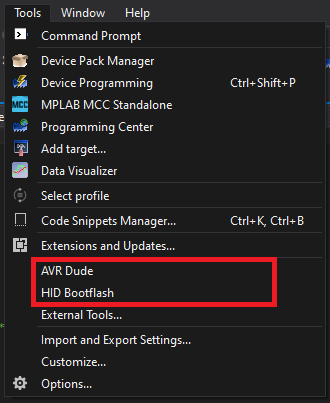 Tools Window Help
Command Prompt
Device Pack Manager
Device Programming Ctrl+Shift+P
MCC MPLAB MCC Standalone
Programming Center
Add target...
Data Visualizer
Select profile
Code Snippets Manager... Ctrl+K, Ctrl+B
Extensions and Updates...
AVR Dude
HID Bootflash
External Tools...
Import and Export Settings...
Customize...
Options...